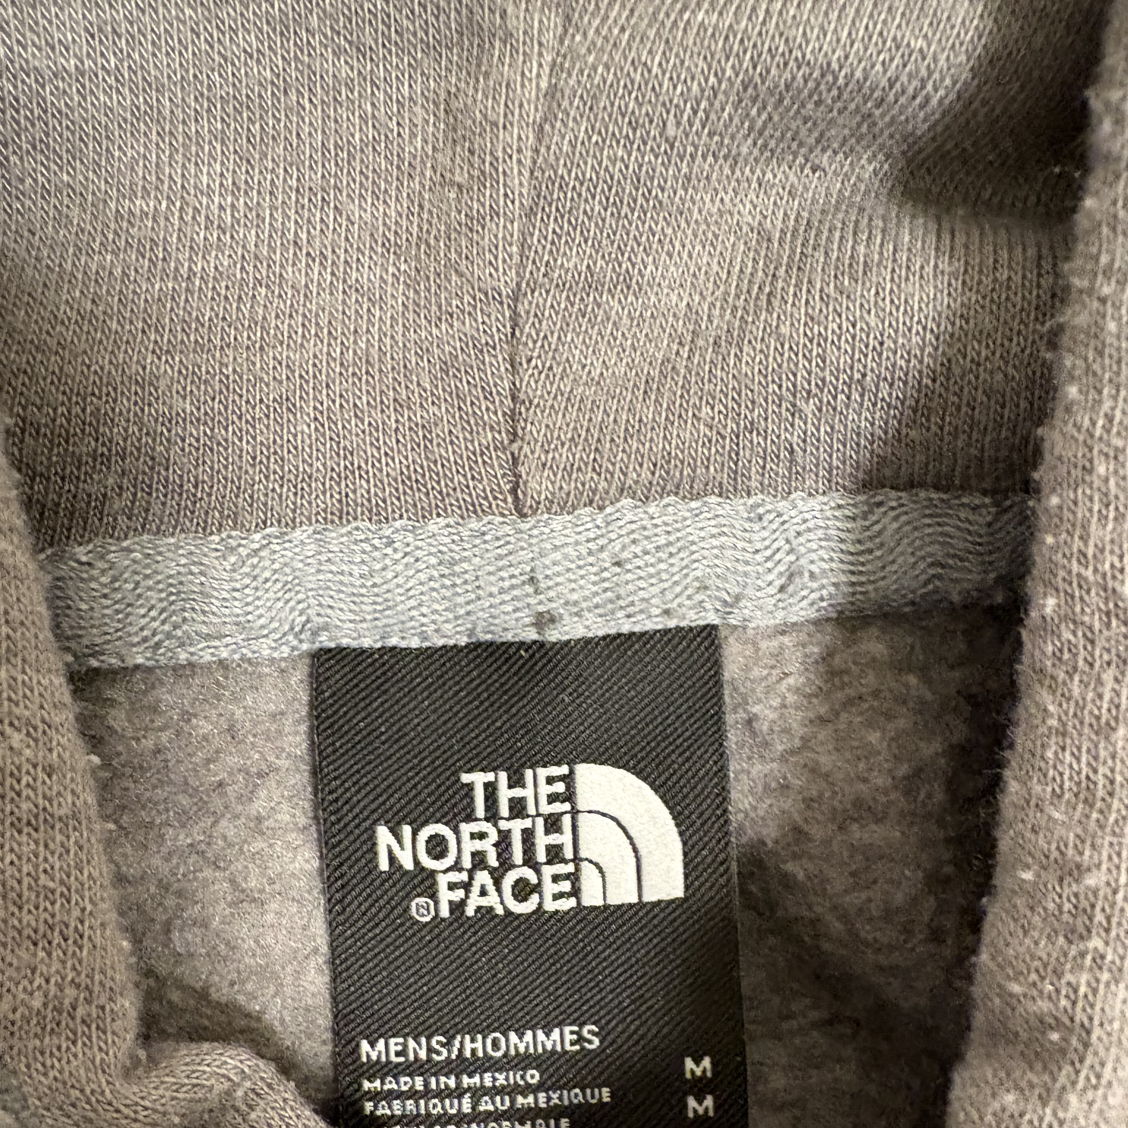 THE
NORTH
FACE
MENS/HOMMES
MADE IN MEXICO M
FABRIQUÉ AU MEXIQUE M